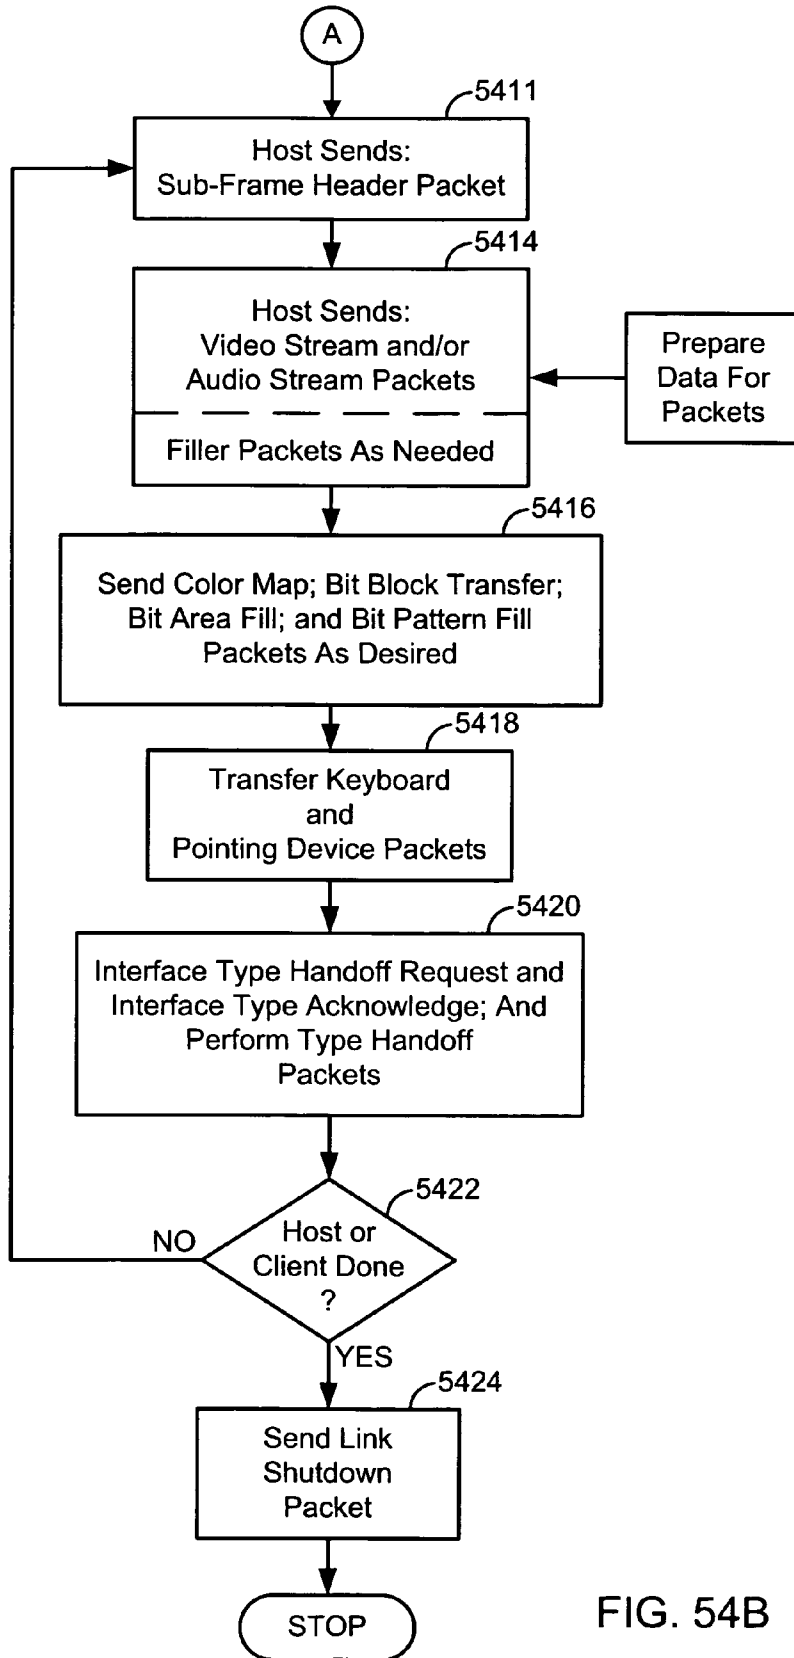 A
5411
Host Sends:
Sub-Frame Header Packet
5414
Host Sends:
Video Stream and/or
Audio Stream Packets
Filler Packets As Needed
Prepare
Data For
Packets
5416
Send Color Map; Bit Block Transfer;
Bit Area Fill; and Bit Pattern Fill
Packets As Desired
5418
Transfer Keyboard
and
Pointing Device Packets
5420
Interface Type Handoff Request and
Interface Type Acknowledge; And
Perform Type Handoff
Packets
5422
Host or
Client Done
?
NO
YES
5424
Send Link
Shutdown
Packet
STOP
FIG. 54B